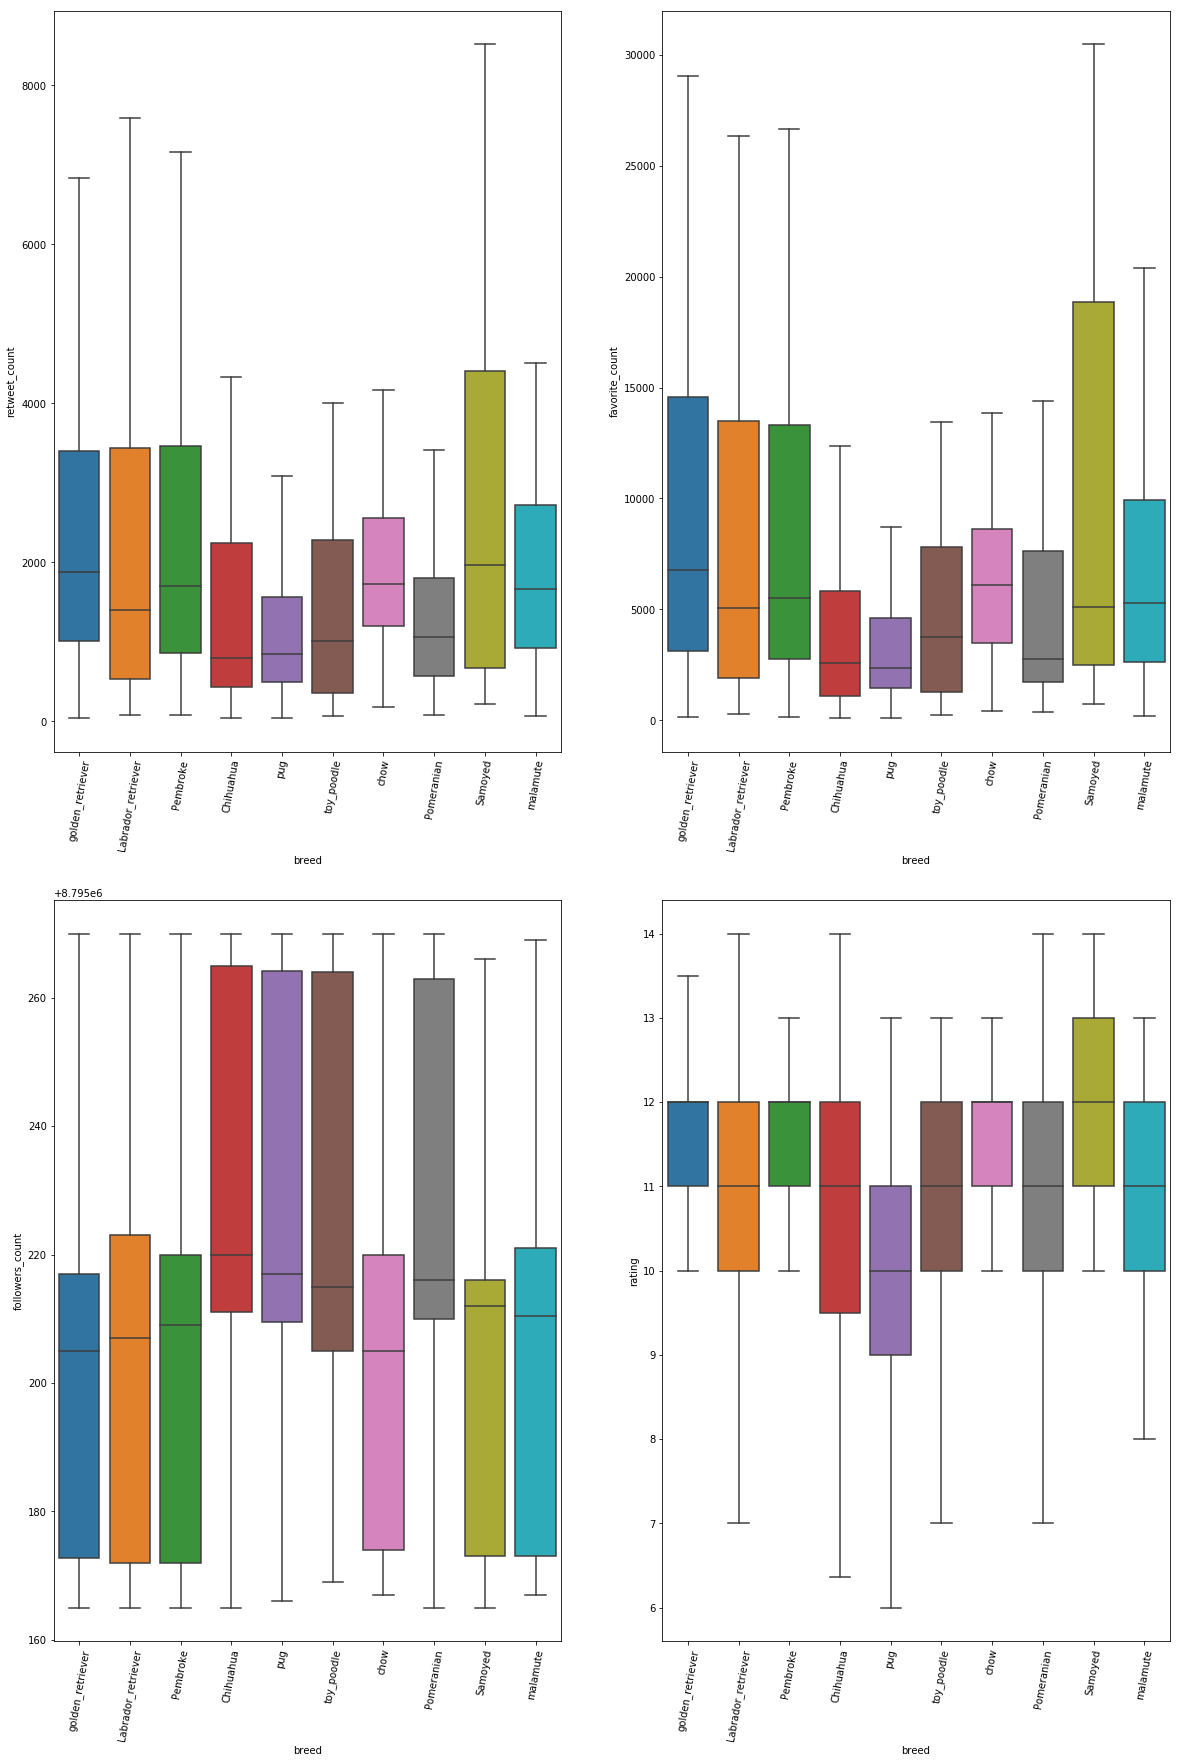 retweet_count
8000
6000
4000
2000
0
golden_retriever
Labrador_retriever
Pembroke
Chihuahua
pug
toy_poodle
chow
Pomeranian
Samoyed
malamute
breed
favorite_count
30000
25000
20000
15000
10000
5000
0
golden_retriever
Labrador_retriever
Pembroke
Chihuahua
pug
toy_poodle
chow
Pomeranian
Samoyed
malamute
breed
+8.795e6
followers_count
260
240
220
200
180
160
golden_retriever
Labrador_retriever
Pembroke
Chihuahua
pug
toy_poodle
chow
Pomeranian
Samoyed
malamute
breed
rating
14
13
12
11
10
9
8
7
6
golden_retriever
Labrador_retriever
Pembroke
Chihuahua
pug
toy_poodle
chow
Pomeranian
Samoyed
malamute
breed